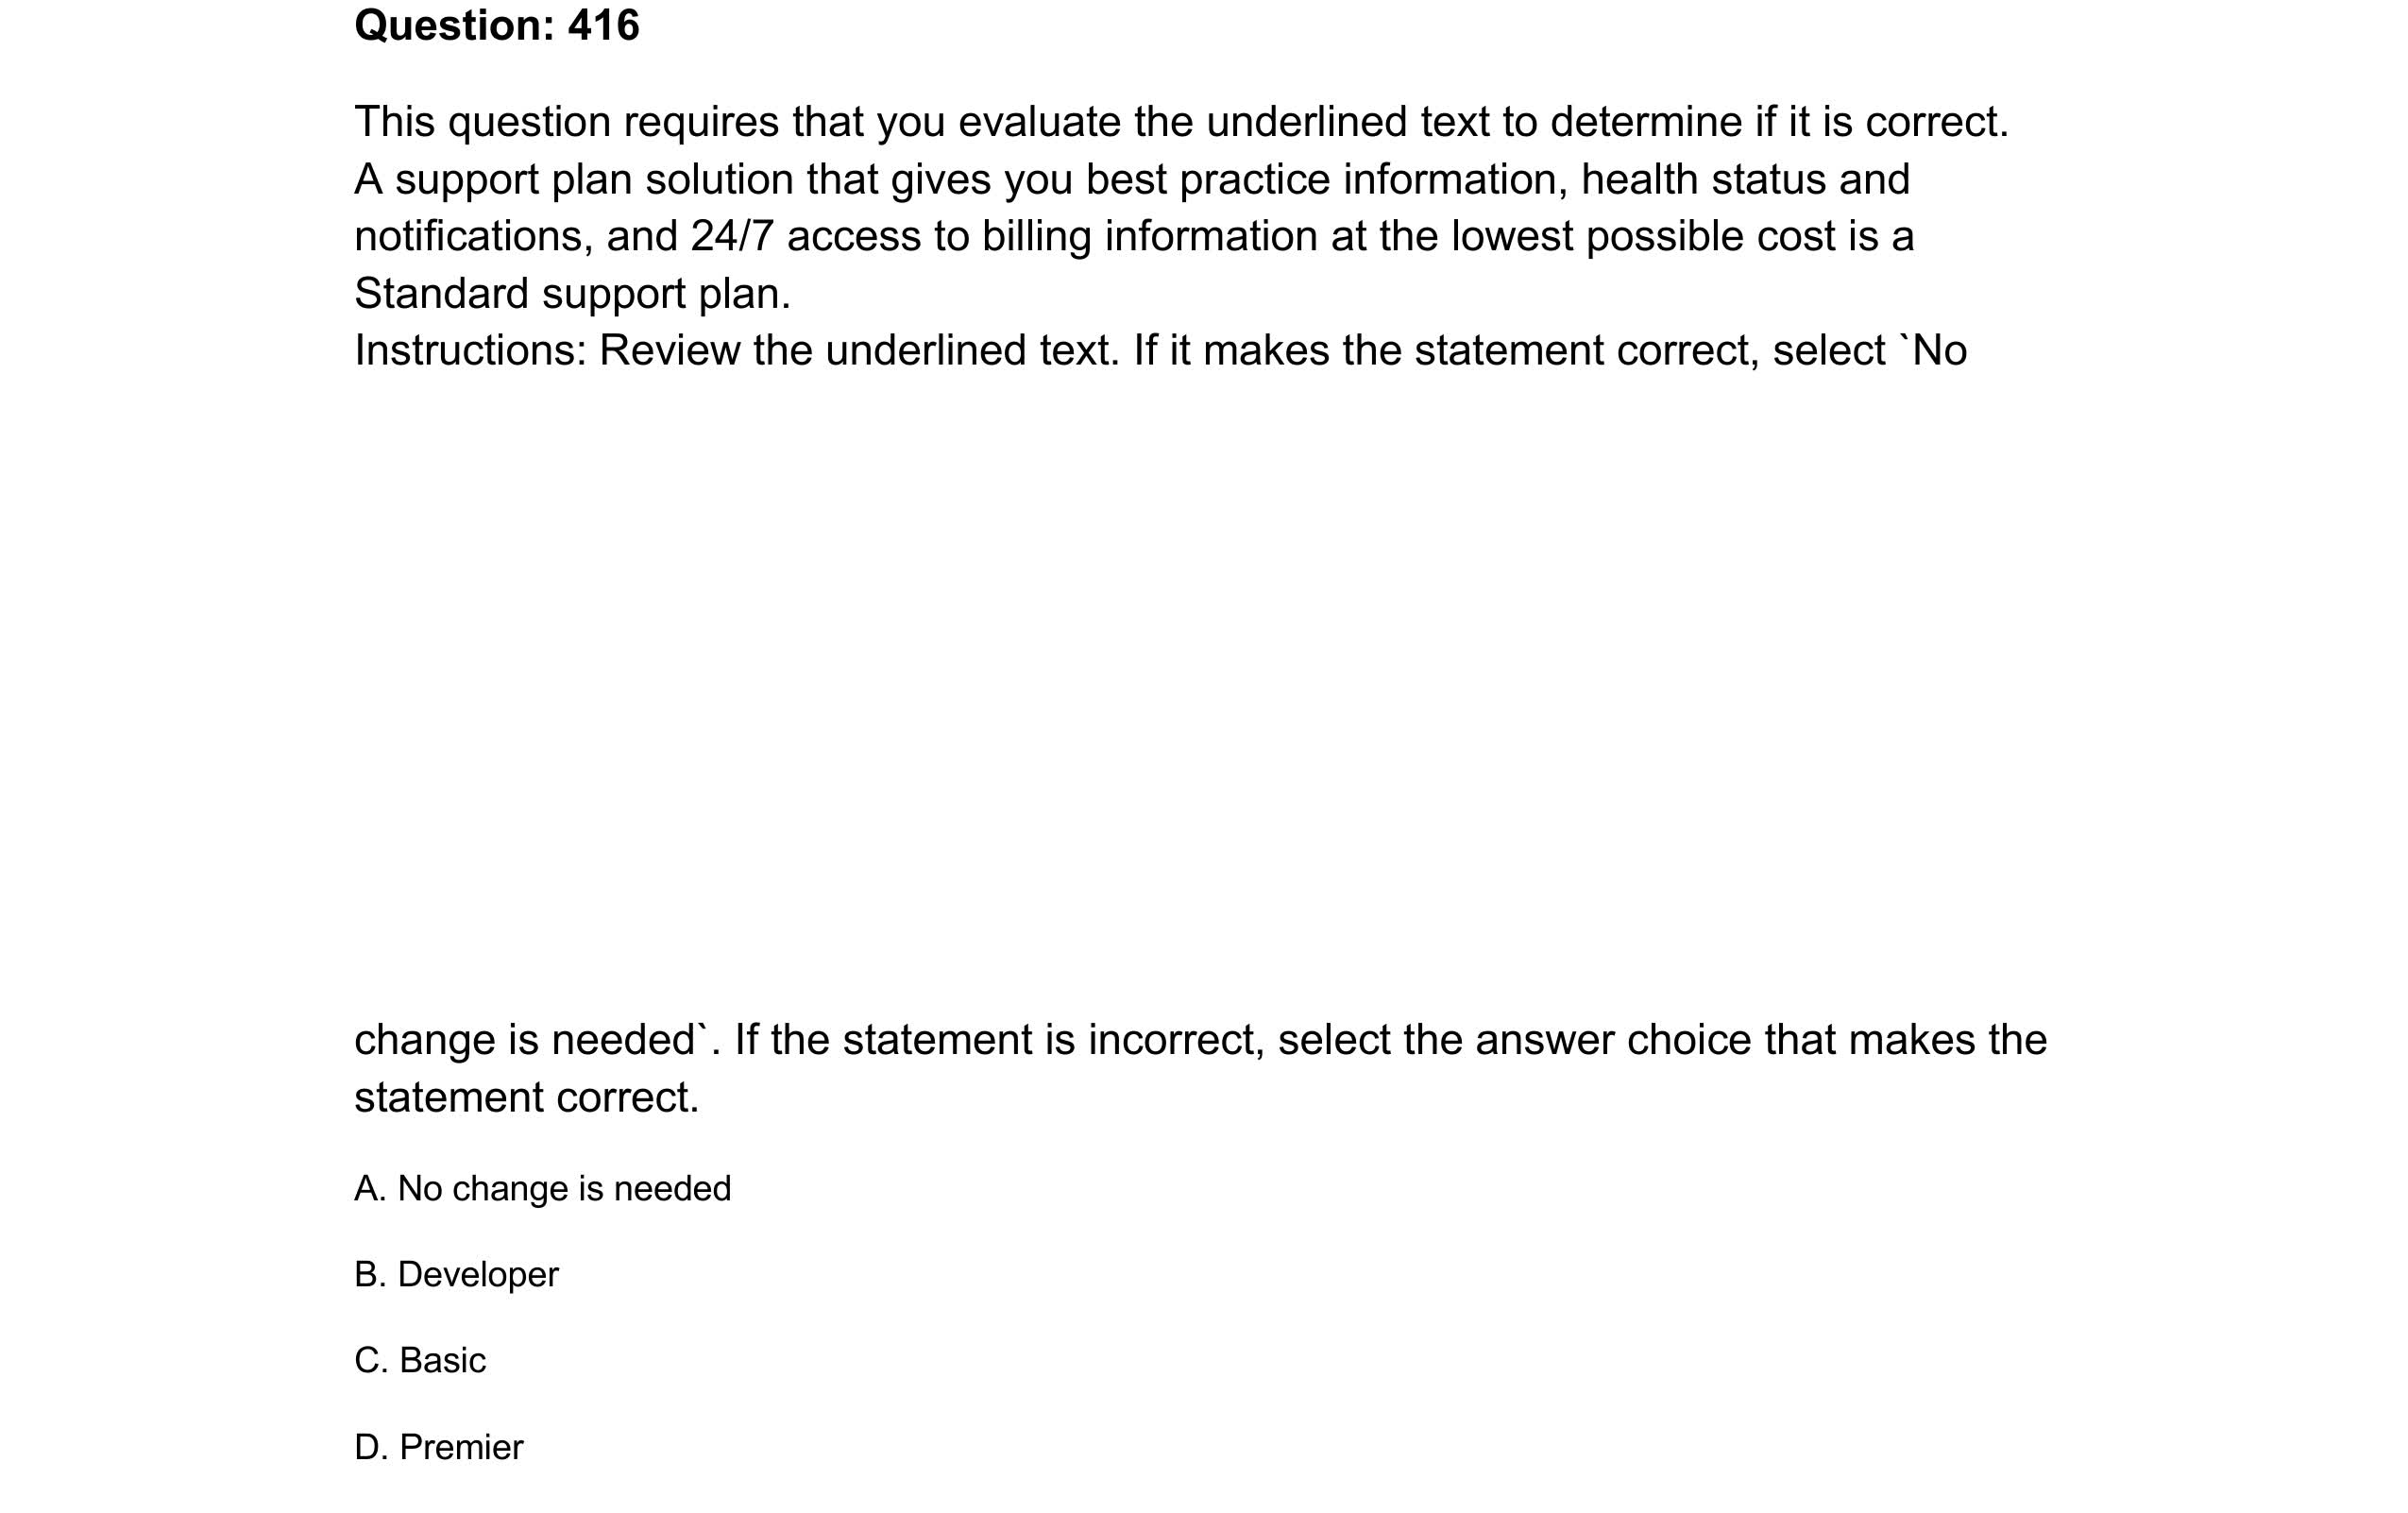 Question: 416
This question requires that you evaluate the underlined text to determine if it is correct.
A support plan solution that gives you best practice information, health status and
notifications, and 24/7 access to billing information at the lowest possible cost is a
Standard support plan.
Instructions: Review the underlined text. If it makes the statement correct, select `No
change is needed`. If the statement is incorrect, select the answer choice that makes the
statement correct.
A. No change is needed
B. Developer
C. Basic
D. Premier